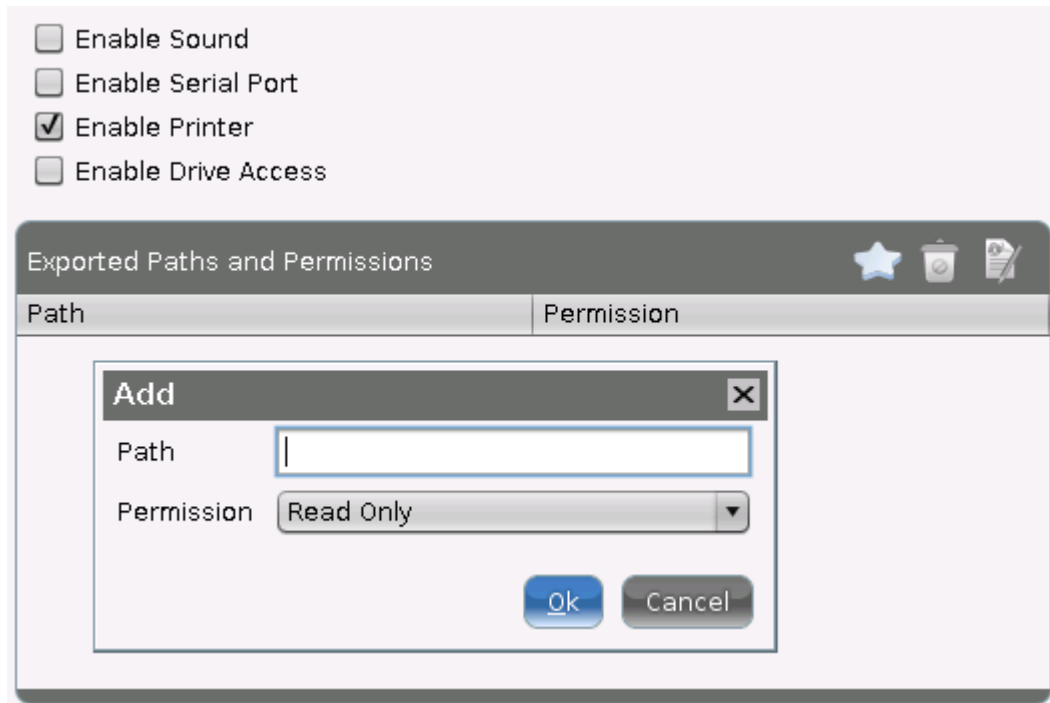 Enable Sound
Enable Serial Port
Enable Printer
Enable Drive Access
Exported Paths and Permissions
Path Permission
Add
Path
Permission Read Only
Ok Cancel